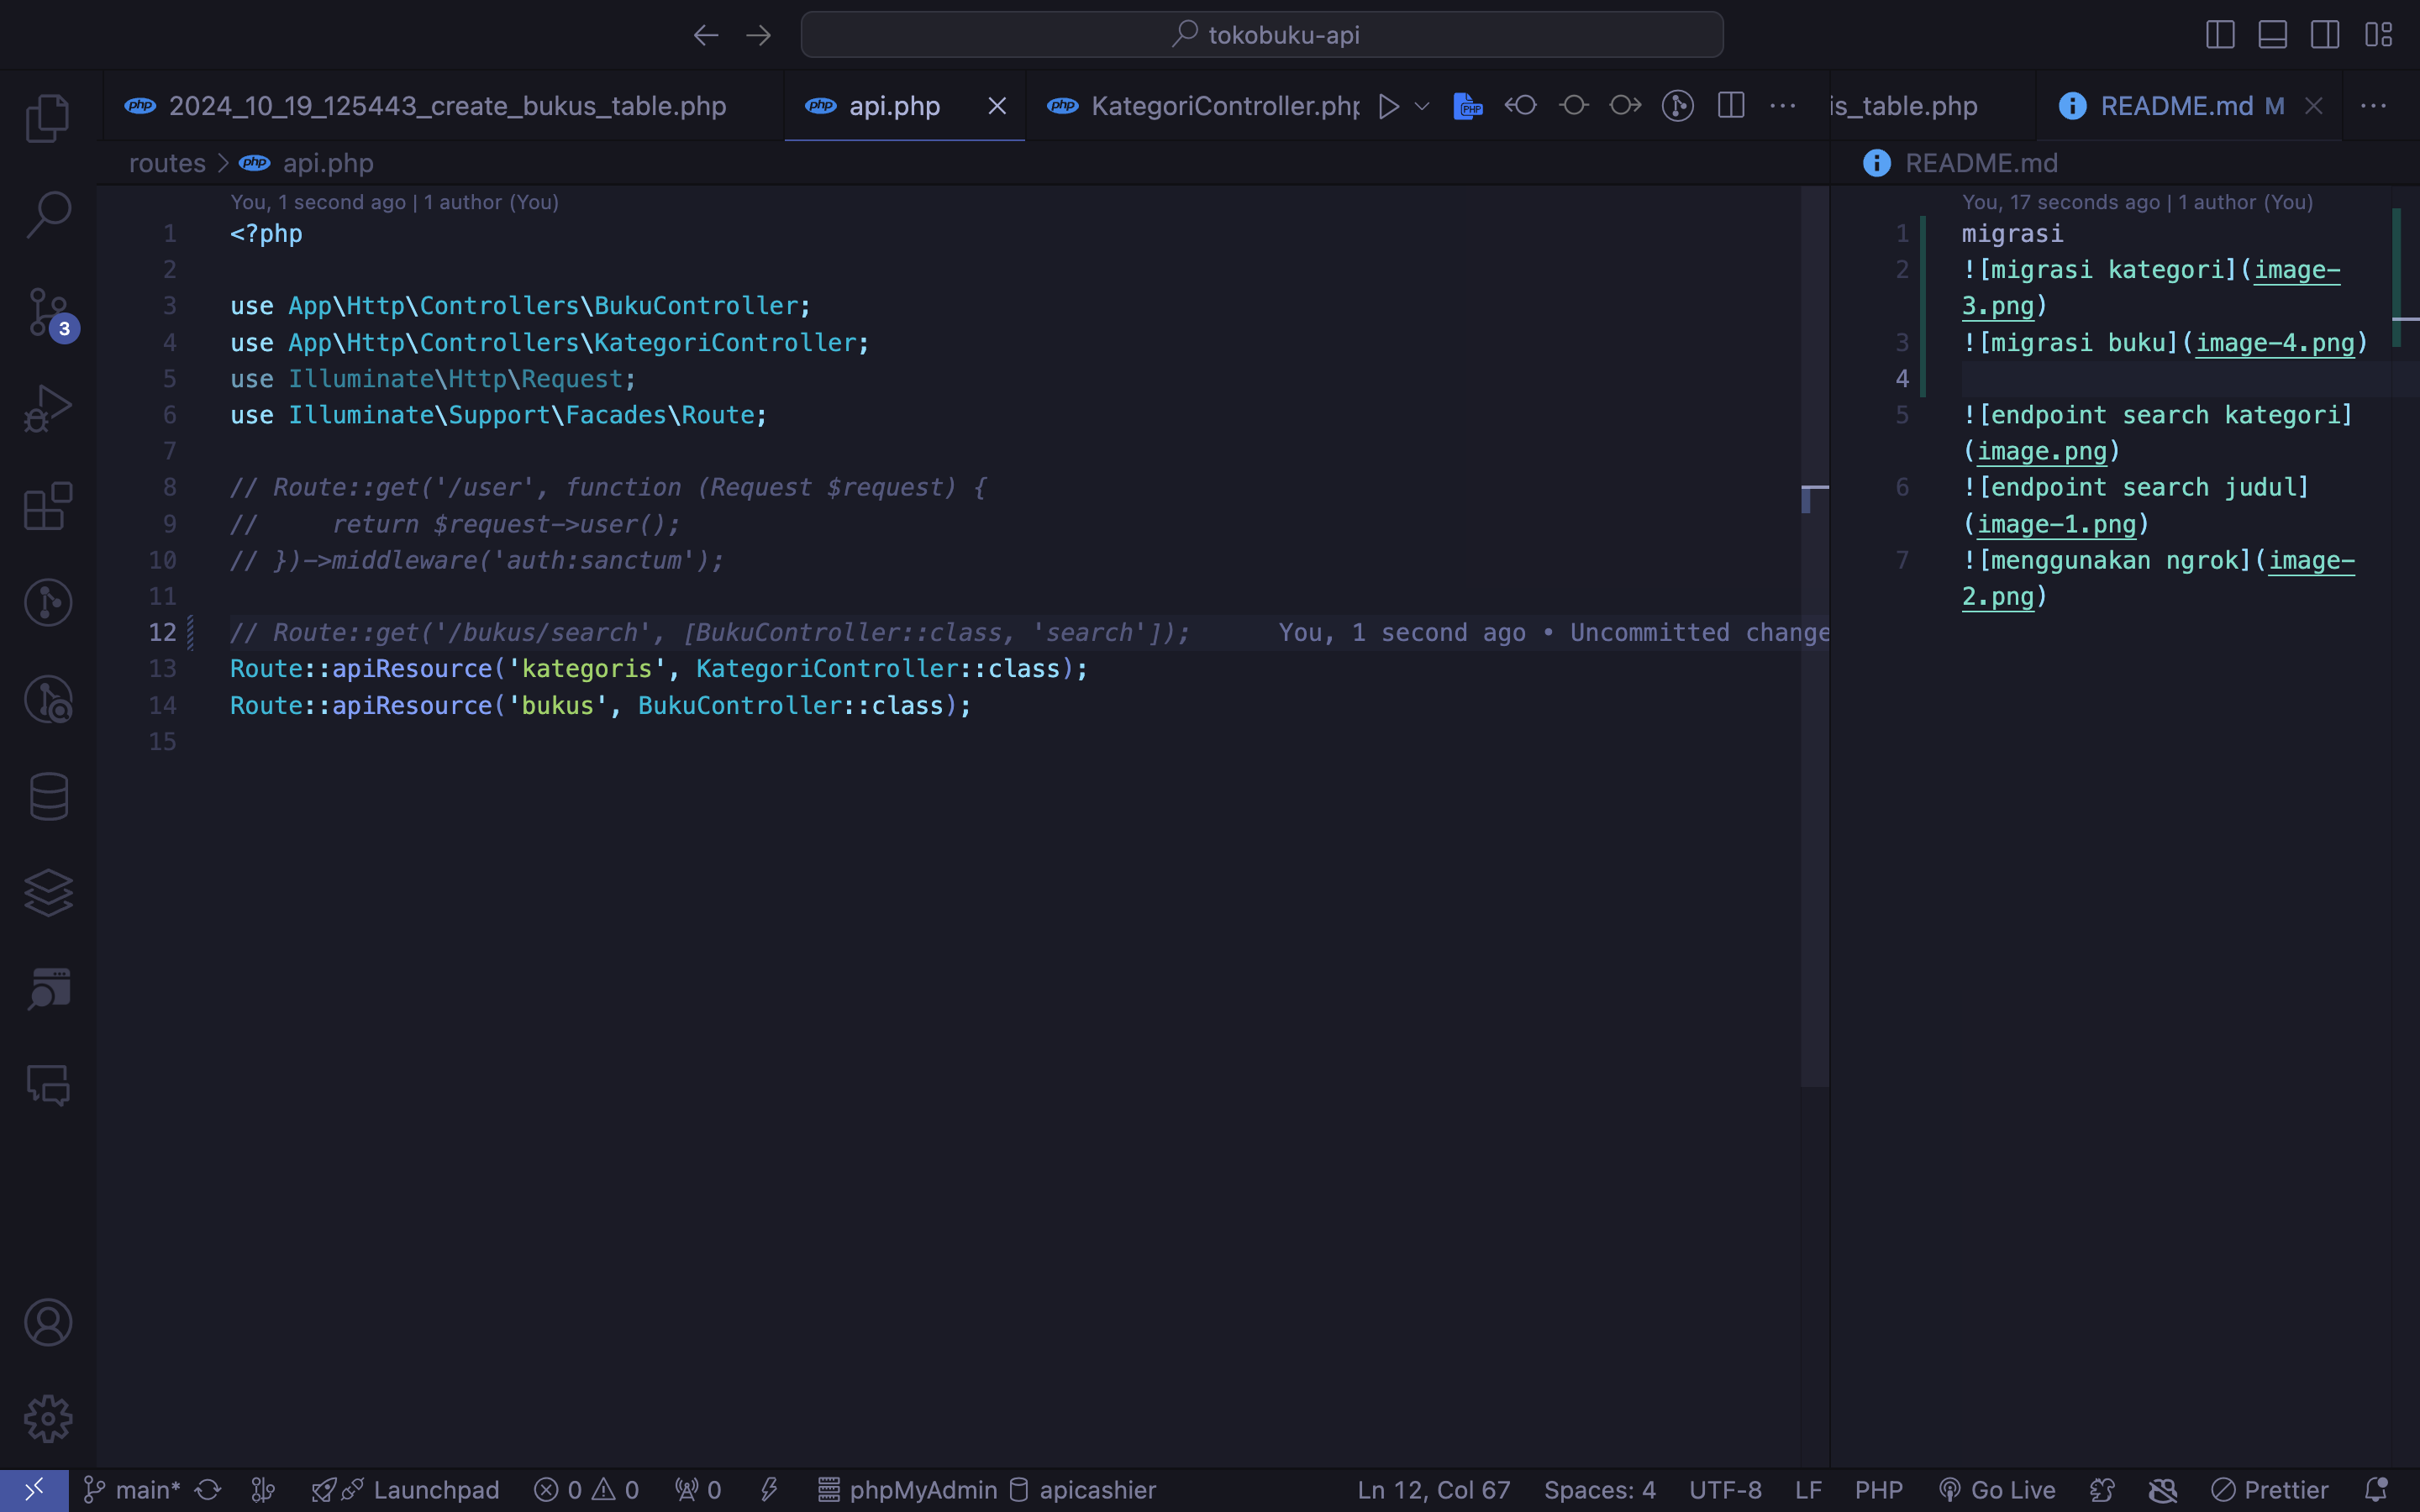 tokobuku-api
2024_10_19_125443_create_bukus_table.php
api.php
KategoriController.php
is_table.php
README.md M
routes > api.php
README.md
You, 1 second ago | 1 author (You)
1 <?php
2
3 use App\Http\Controllers\BukuController;
4 use App\Http\Controllers\KategoriController;
5 use Illuminate\Http\Request;
6 use Illuminate\Support\Facades\Route;
7
8 // Route::get('/user', function (Request $request) {
9 //     return $request->user();
10 // })->middleware('auth:sanctum');
11
12 // Route::get('/bukus/search', [BukuController::class, 'search']); You, 1 second ago • Uncommitted change
13 Route::apiResource('kategoris', KategoriController::class);
14 Route::apiResource('bukus', BukuController::class);
15
You, 17 seconds ago | 1 author (You)
1 migrasi
2 ![migrasi kategori](image-
3.png)
3 ![migrasi buku](image-4.png)
4
5 ![endpoint search kategori]
(image.png)
6 ![endpoint search judul]
(image-1.png)
7 ![menggunakan ngrok](image-
2.png)
3
main* Launchpad 0 0 0 phpMyAdmin apicashier Ln 12, Col 67 Spaces: 4 UTF-8 LF PHP Go Live Prettier